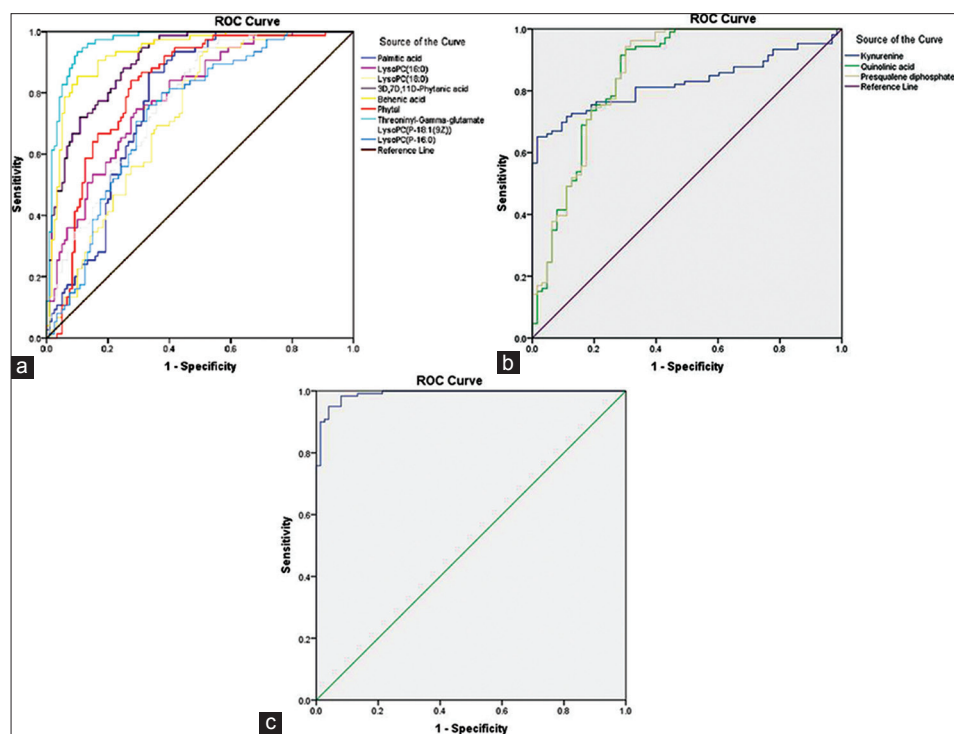 ROC Curve
Sensitivity
1.0
0.8
0.6
0.4
0.2
0.0
0.0 0.2 0.4 0.6 0.8 1.0
1 - Specificity
Source of the Curve
Palmitic acid
LysoPC(16:0)
LysoPC(18:0)
3D,7D,11D-Phytanic acid
Behenic acid
Phytol
Threoninyl-Gamma-glutamate
LysoPC(P-18:1(9Z))
LysoPC(P-16:0)
Reference Line
a
ROC Curve
Sensitivity
1.0
0.8
0.6
0.4
0.2
0.0
0.0 0.2 0.4 0.6 0.8 1.0
1 - Specificity
Source of the Curve
Kynurenine
Quinolinic acid
Presqualene diphosphate
Reference Line
b
ROC Curve
Sensitivity
1.0
0.8
0.6
0.4
0.2
0.0
0.0 0.2 0.4 0.6 0.8 1.0
1 - Specificity
c